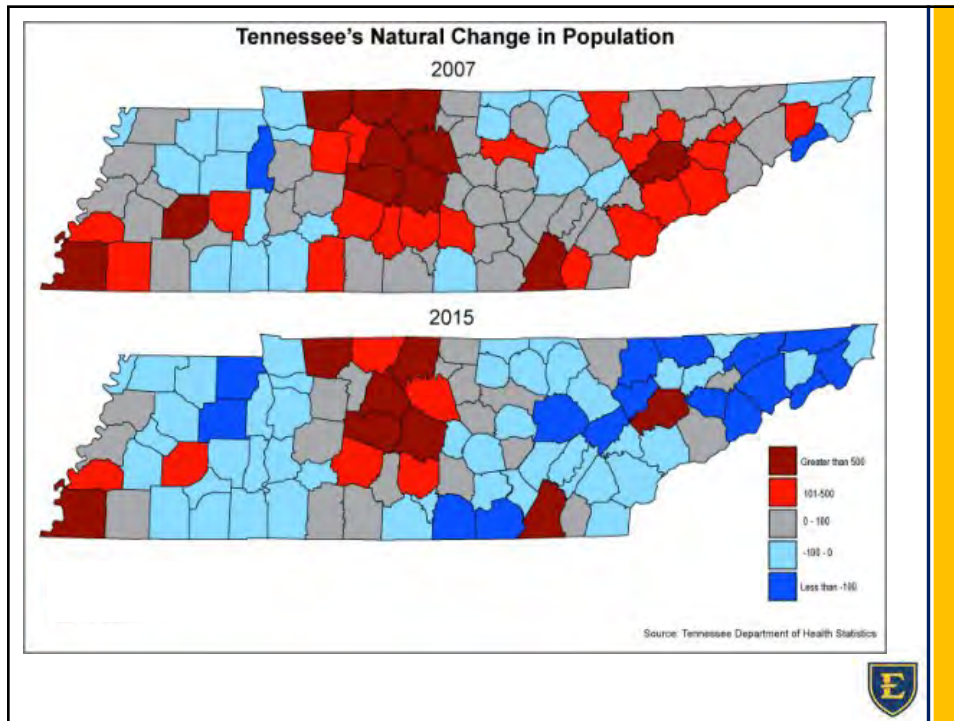 Tennessee's Natural Change in Population
2007
2015
Greater than 500
101-500
0 - 100
-100 - 0
Less than -100
Source: Tennessee Department of Health Statistics
E